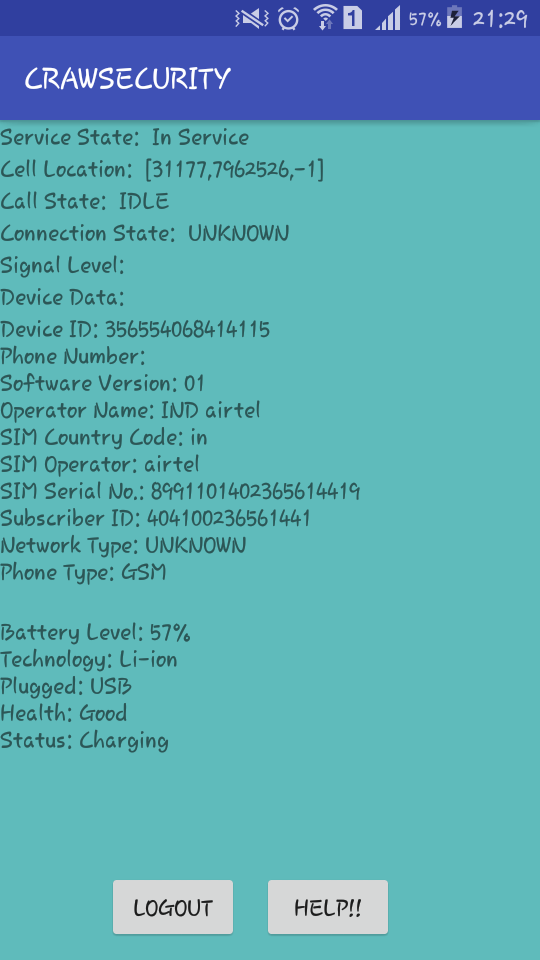 1 57% 21:29
CRAWSECURITY
Service State: In Service
Cell Location: [31177,7962526,-1]
Call State: IDLE
Connection State: UNKNOWN
Signal Level:
Device Data:
Device ID: 356554068414115
Phone Number:
Software Version: 01
Operator Name: IND airtel
SIM Country Code: in
SIM Operator: airtel
SIM Serial No.: 8991101402365614419
Subscriber ID: 404100236561441
Network Type: UNKNOWN
Phone Type: GSM
Battery Level: 57%
Technology: Li-ion
Plugged: USB
Health: Good
Status: Charging
LOGOUT HELP!!